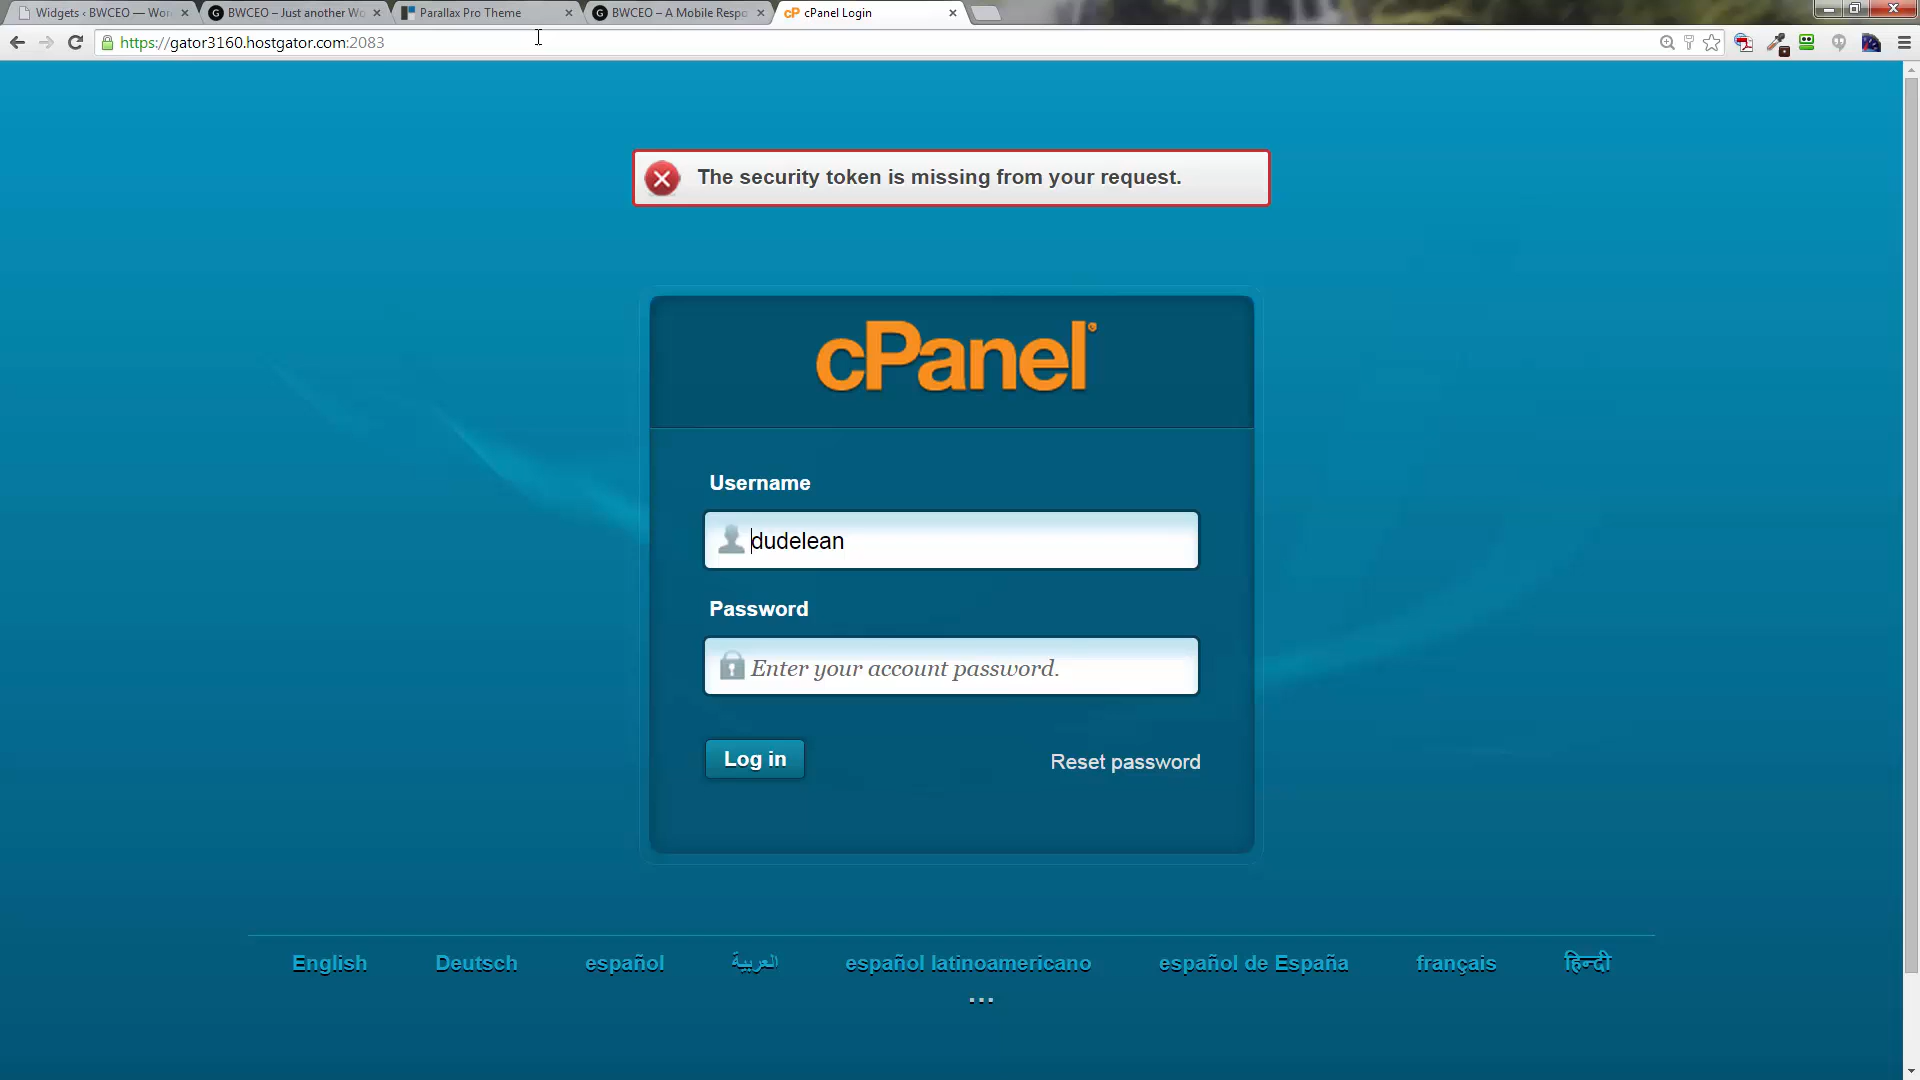 Widgets ‹ BWCEO — Wor
BWCEO – Just another Wo
Parallax Pro Theme
BWCEO – A Mobile Respo
cP cPanel Login
https://gator3160.hostgator.com:2083
The security token is missing from your request.
cPanel®
Username
dudelean
Password
Enter your account password.
Log in
Reset password
English Deutsch español العربية español latinoamericano español de España français हिन्दी
...